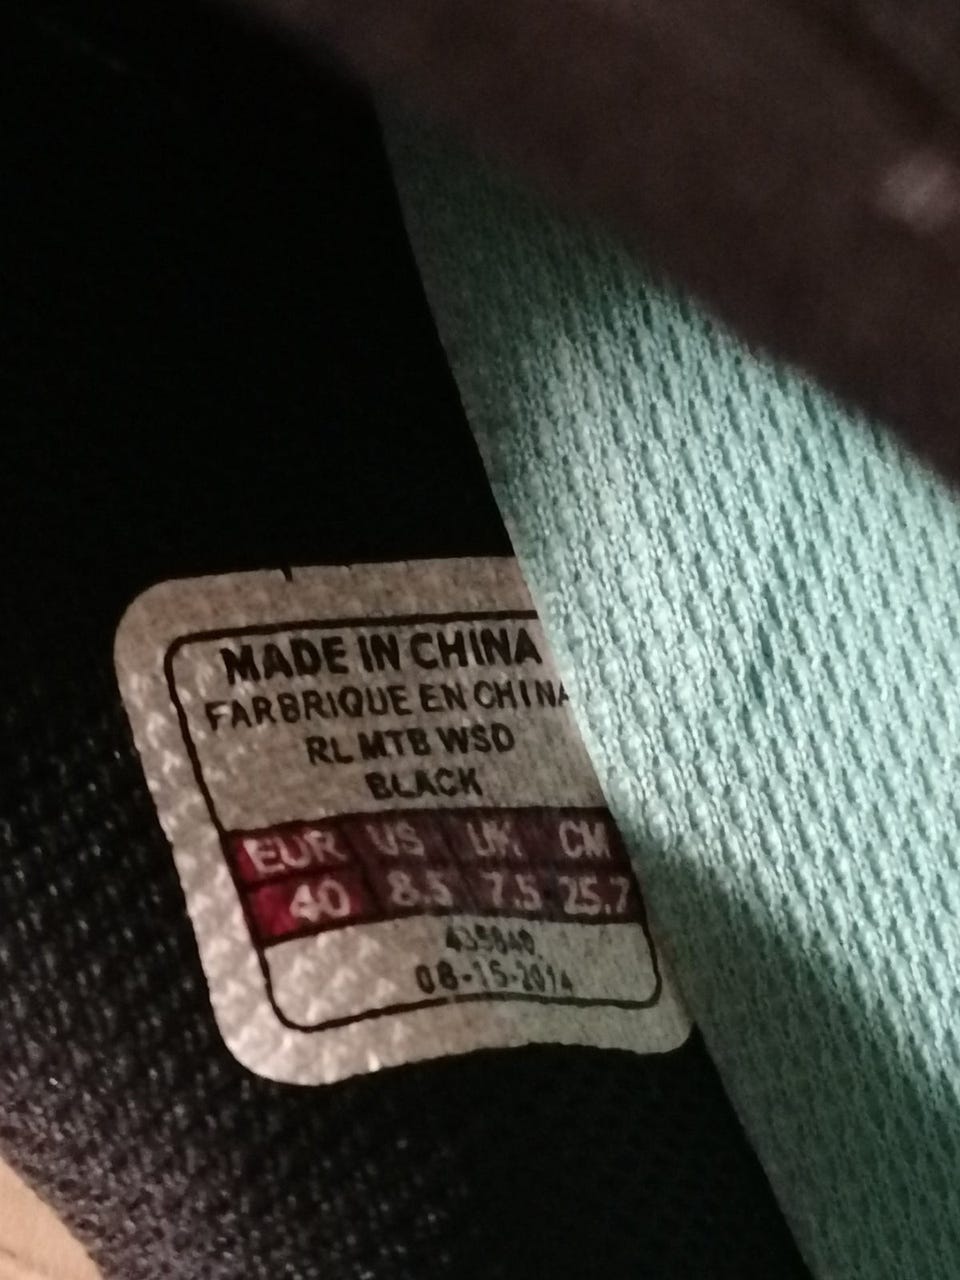 MADE IN CHINA
FARBRIQUE EN CHINA
RL MTB WSD
BLACK
EUR US UK CM
40 8.5 7.5 25.7
435840
08-15-2014